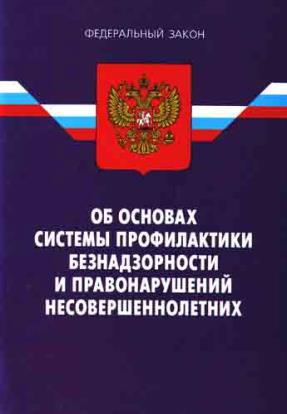 ФЕДЕРАЛЬНЫЙ ЗАКОН
ОБ ОСНОВАХ
СИСТЕМЫ ПРОФИЛАКТИКИ
БЕЗНАДЗОРНОСТИ
И ПРАВОНАРУШЕНИЙ
НЕСОВЕРШЕННОЛЕТНИХ